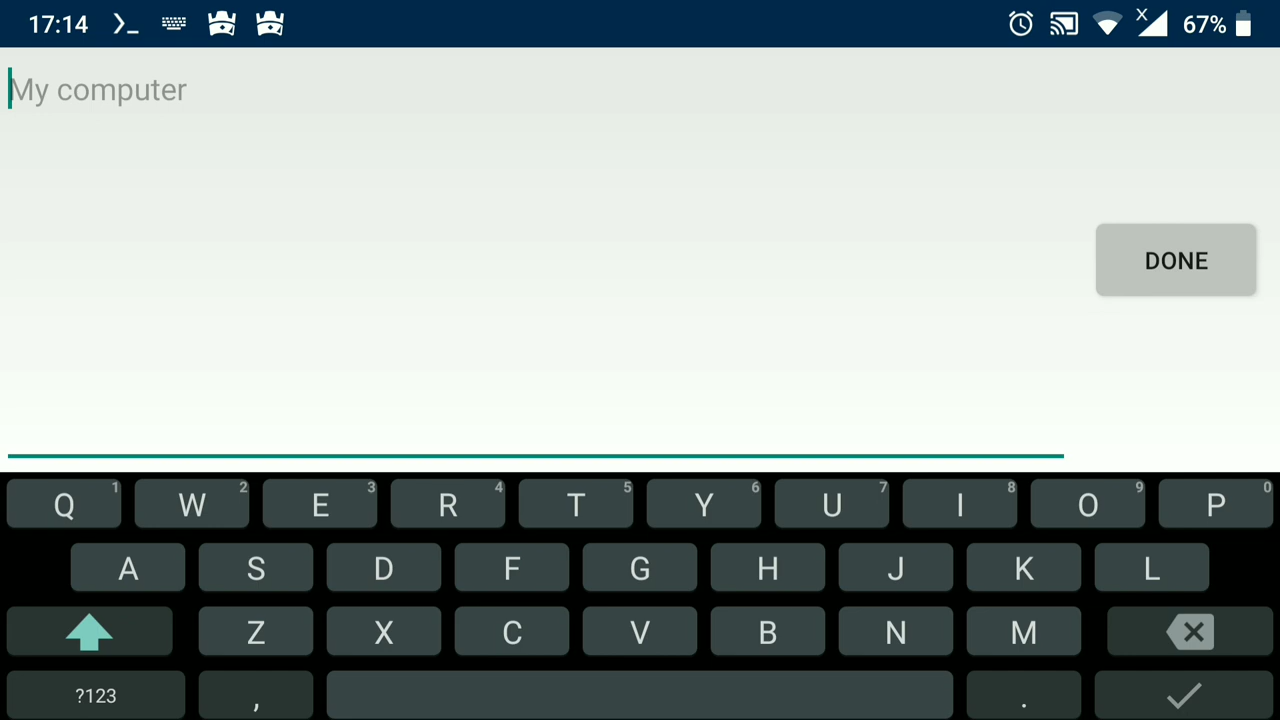 17:14 67%
My computer
DONE
Q 1 W 2 E 3 R 4 T 5 Y 6 U 7 I 8 O 9 P 0
A S D F G H J K L
Z X C V B N M
?123 , .